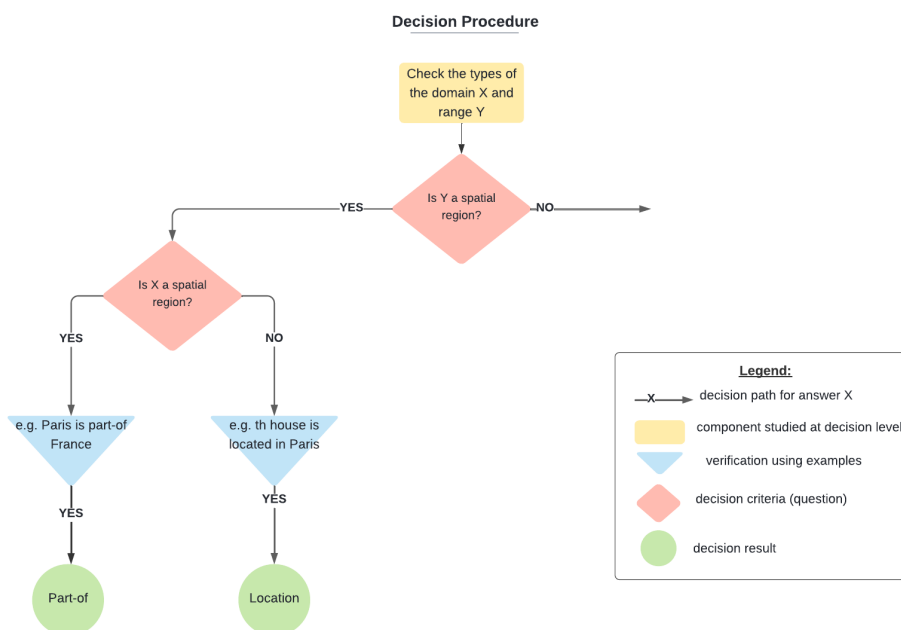 Decision Procedure
Check the types of
the domain X and
range Y
Is Y a spatial
region?
YES
NO
Is X a spatial
region?
YES
NO
e.g. Paris is part-of
France
e.g. th house is
located in Paris
YES
YES
Part-of
Location
Legend:
X
decision path for answer X
component studied at decision level
verification using examples
decision criteria (question)
decision result